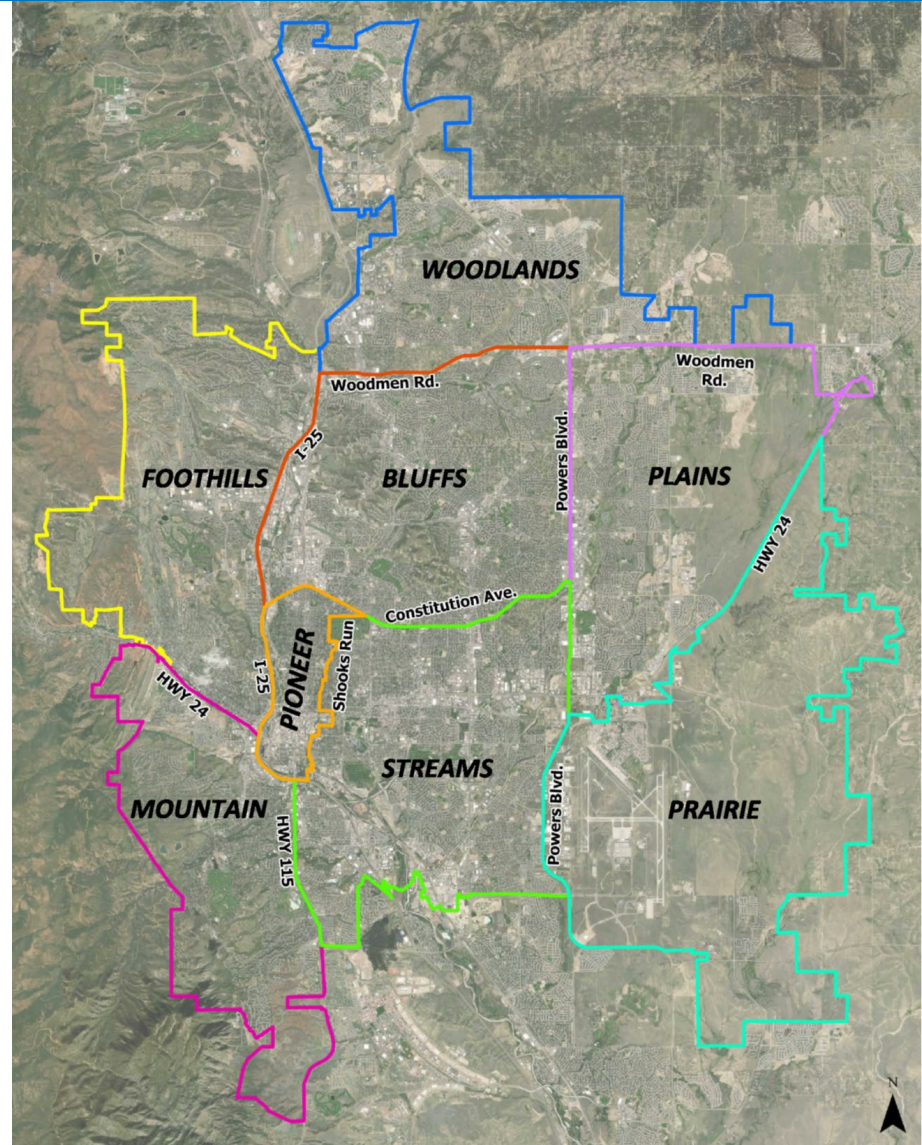 WOODLANDS
Woodmen Rd.
Woodmen
Rd.
I-25
Powers Blvd.
FOOTHILLS
BLUFFS
PLAINS
HWY 24
Constitution Ave.
PIONEER
Shooks Run
I-25
HWY 24
STREAMS
MOUNTAIN
HWY 115
Powers Blvd.
PRAIRIE
N